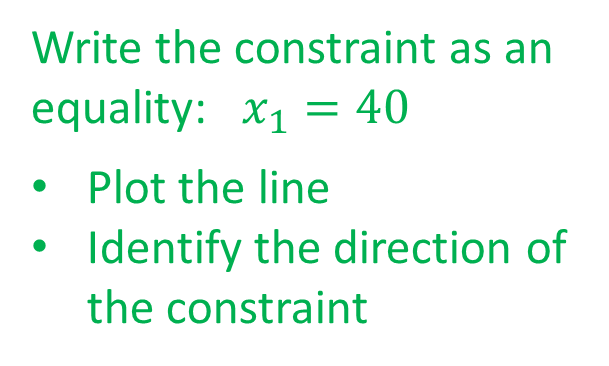 Write the constraint as an
equality: x₁ = 40
• Plot the line
• Identify the direction of
the constraint